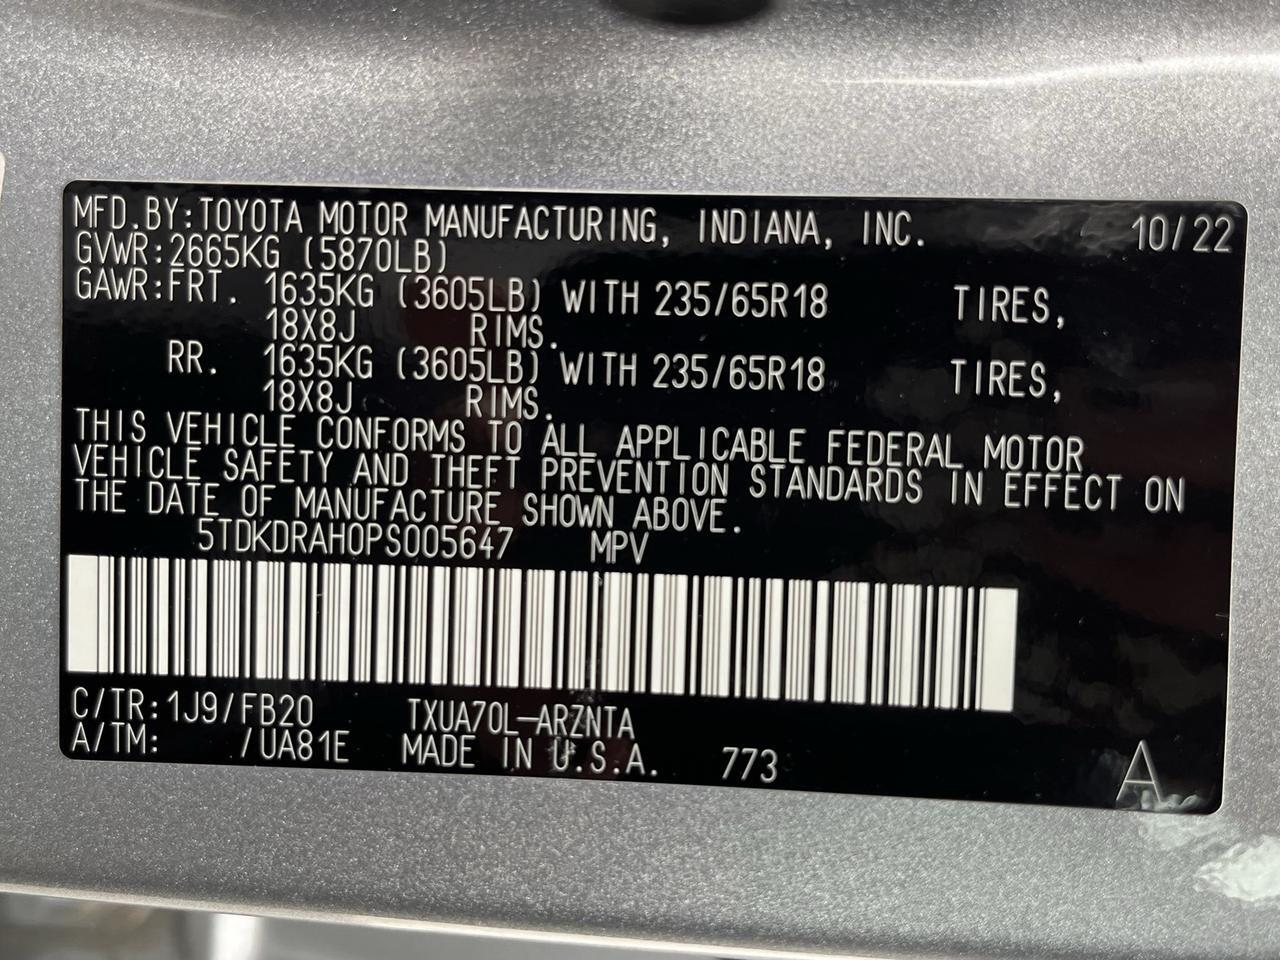 MFD.BY:TOYOTA MOTOR MANUFACTURING, INDIANA, INC. 10/22
GVWR:2665KG (5870LB)
GAWR:FRT. 1635KG (3605LB) WITH 235/65R18 TIRES,
18X8J RIMS.
RR. 1635KG (3605LB) WITH 235/65R18 TIRES,
18X8J RIMS.
THIS VEHICLE CONFORMS TO ALL APPLICABLE FEDERAL MOTOR
VEHICLE SAFETY AND THEFT PREVENTION STANDARDS IN EFFECT ON
THE DATE OF MANUFACTURE SHOWN ABOVE.
5TDKDRAH0PS005647 MPV
C/TR:1J9/FB20 TXUA70L-ARZNTA
A/TM: /UA81E MADE IN U.S.A. 773 A